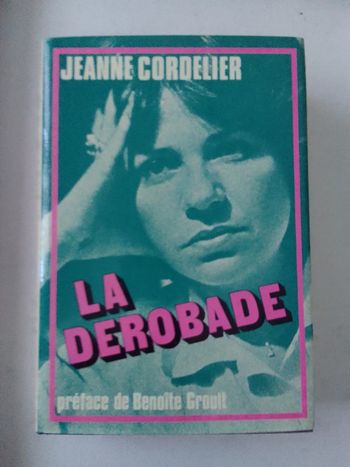 JEANNE CORDELIER
LA
DEROBADE
préface de Benoîte Groult